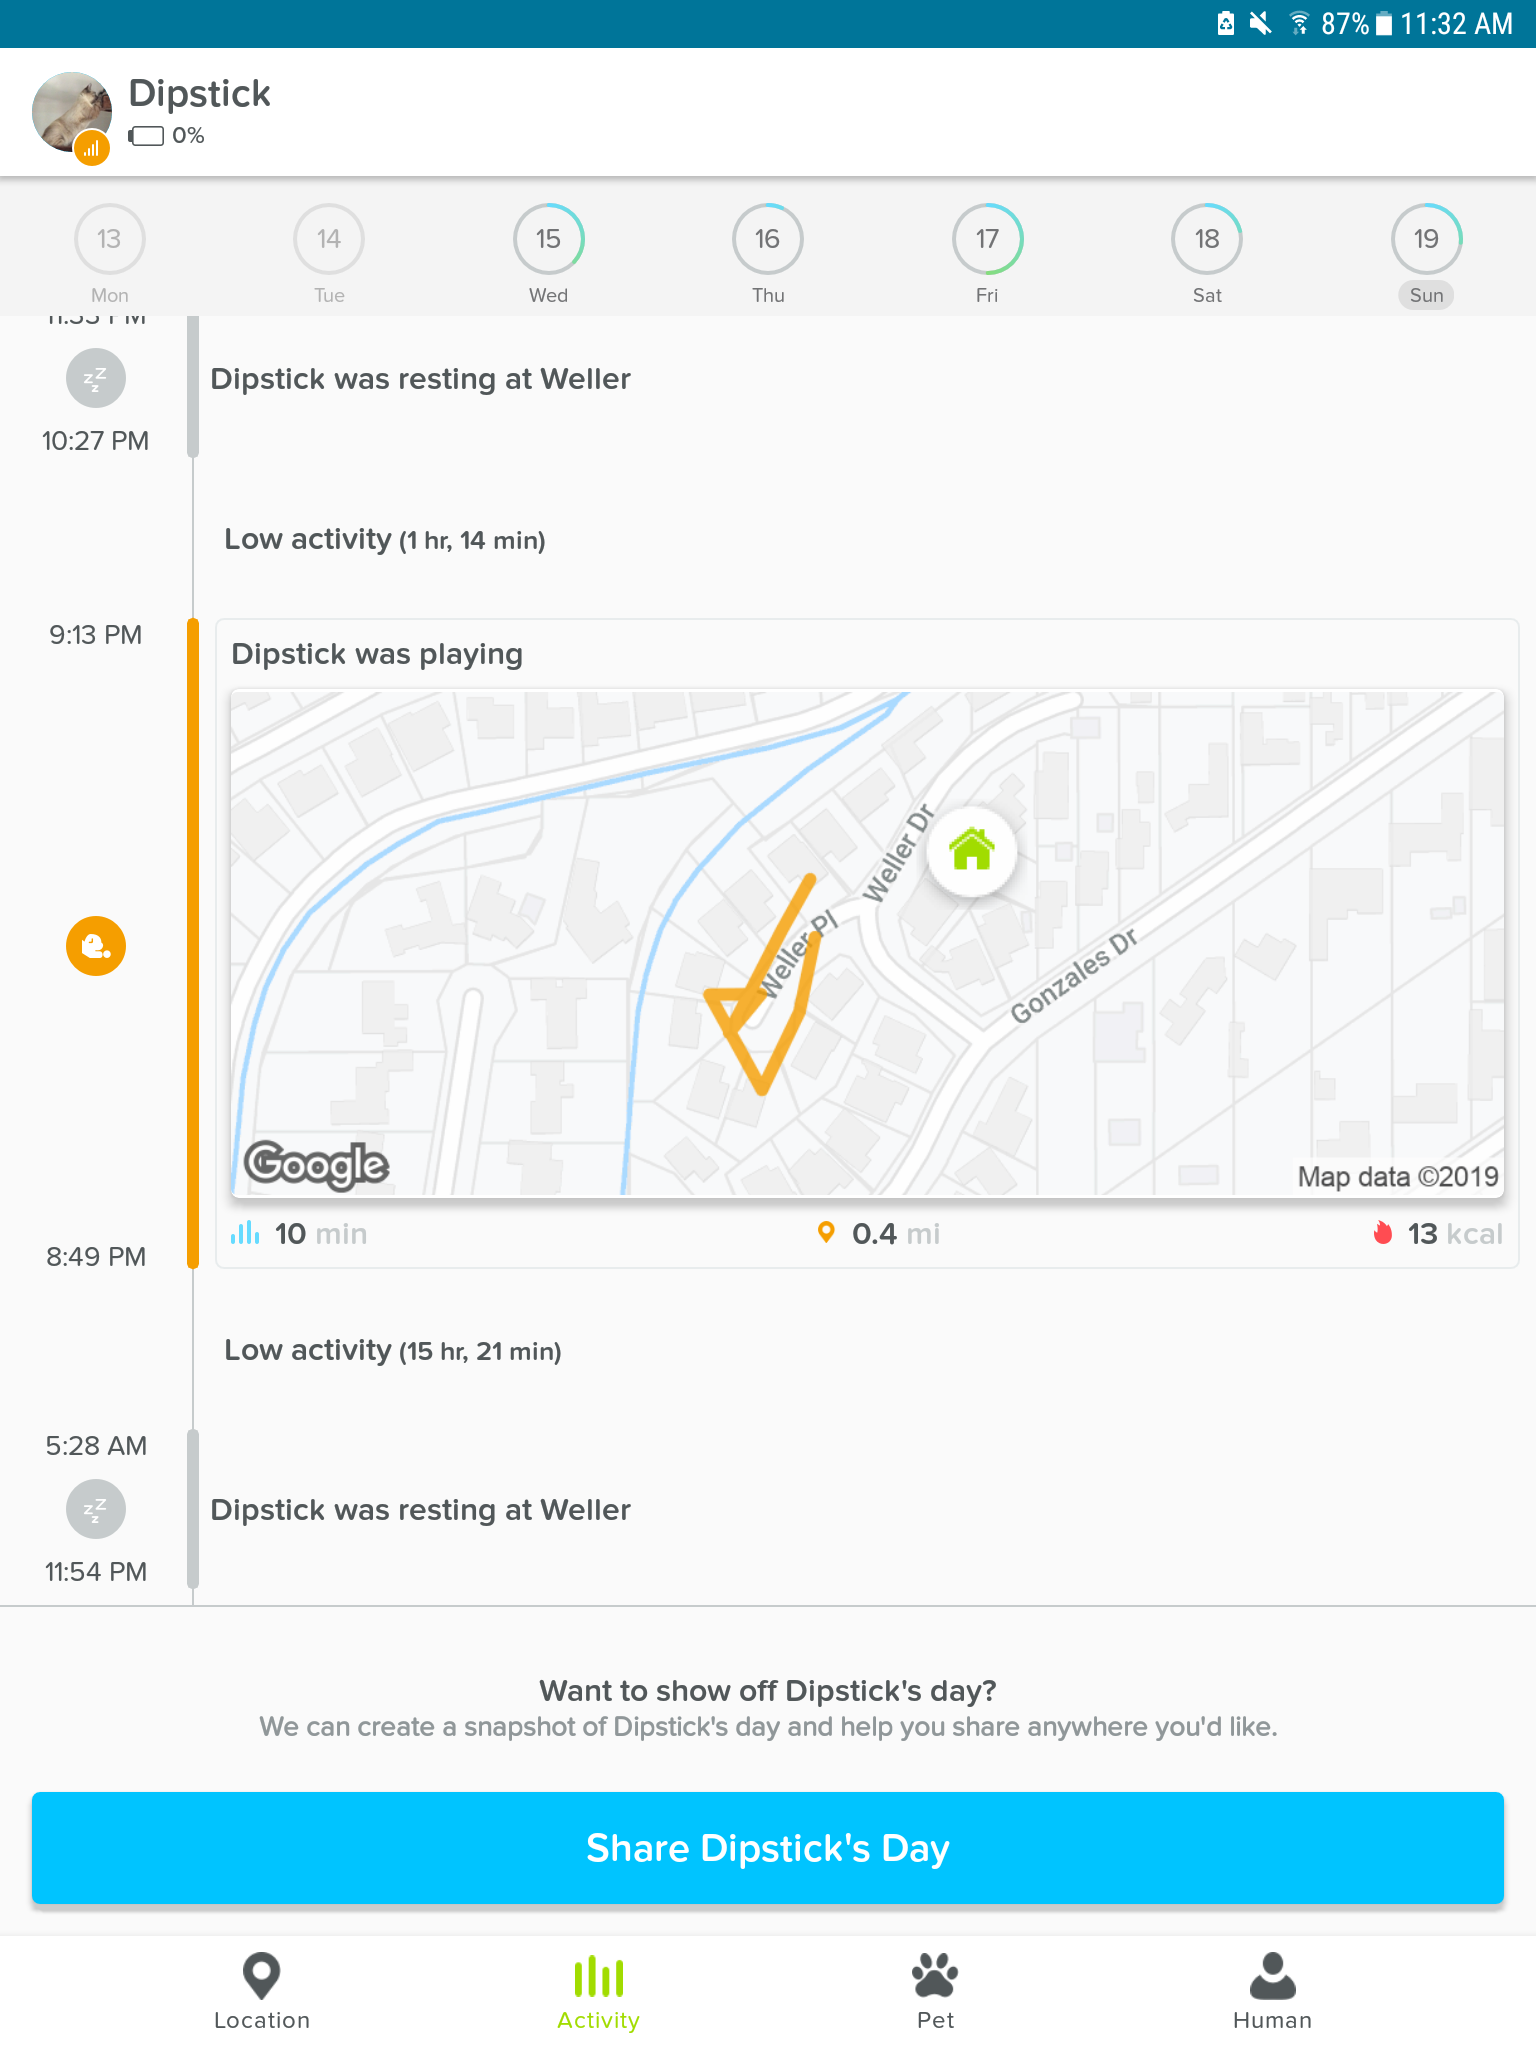 87% 11:32 AM
Dipstick
0%
13 14 15 16 17 18 19
Mon Tue Wed Thu Fri Sat Sun
Dipstick was resting at Weller
10:27 PM
Low activity (1 hr, 14 min)
9:13 PM
Dipstick was playing
Weller Dr
Weller Pl
Gonzales Dr
Google
Map data ©2019
10 min 0.4 mi 13 kcal
8:49 PM
Low activity (15 hr, 21 min)
5:28 AM
zzz
Dipstick was resting at Weller
11:54 PM
Want to show off Dipstick's day?
We can create a snapshot of Dipstick's day and help you share anywhere you'd like.
Share Dipstick's Day
Location Activity Pet Human